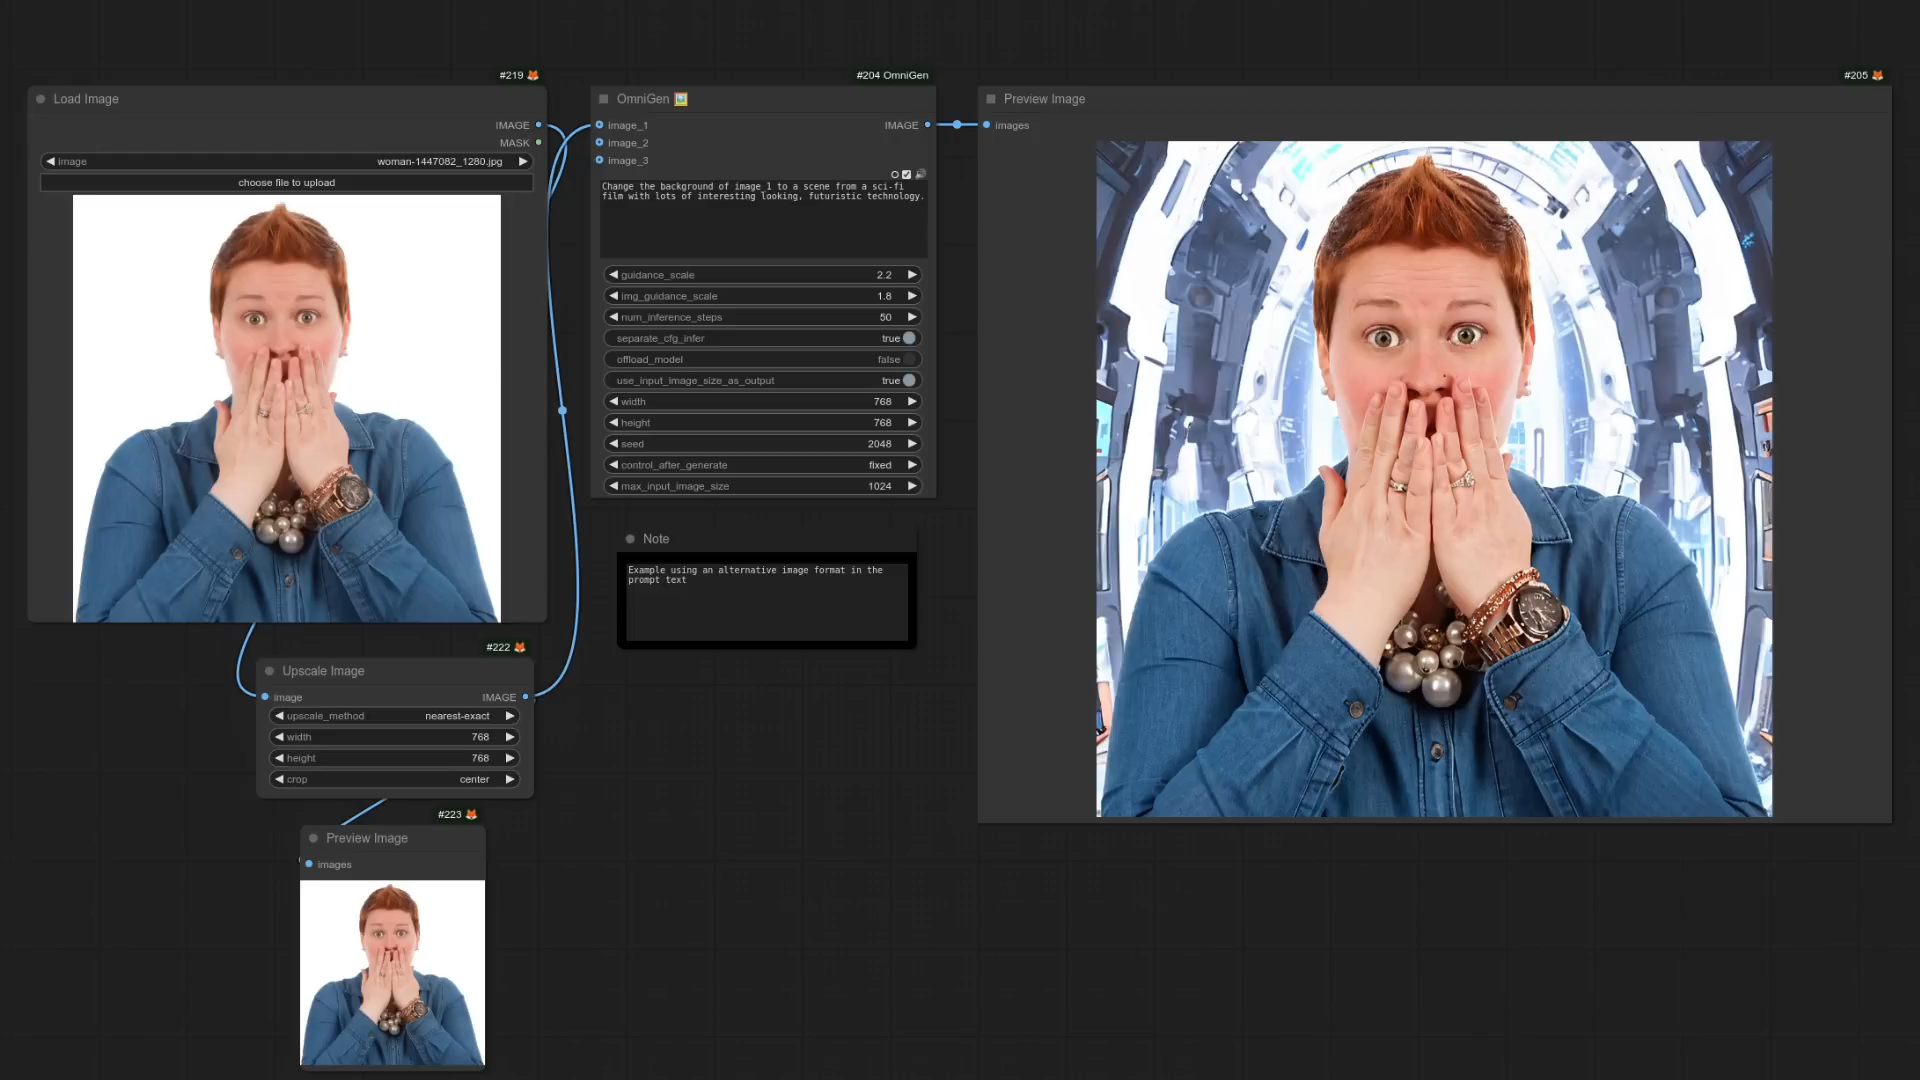 #219
Load Image
IMAGE
MASK
image woman-1447082_1280.jpg
choose file to upload
#204 OmniGen
OmniGen
image_1 IMAGE
image_2
image_3
Change the background of image_1 to a scene from a sci-fi
film with lots of interesting looking, futuristic technology.
guidance_scale 2.2
img_guidance_scale 1.8
num_inference_steps 50
separate_cfg_infer true
offload_model false
use_input_image_size_as_output true
width 768
height 768
seed 2048
control_after_generate fixed
max_input_image_size 1024
Note
Example using an alternative image format in the
prompt text
#205
Preview Image
images
#222
Upscale Image
image IMAGE
upscale_method nearest-exact
width 768
height 768
crop center
#223
Preview Image
images